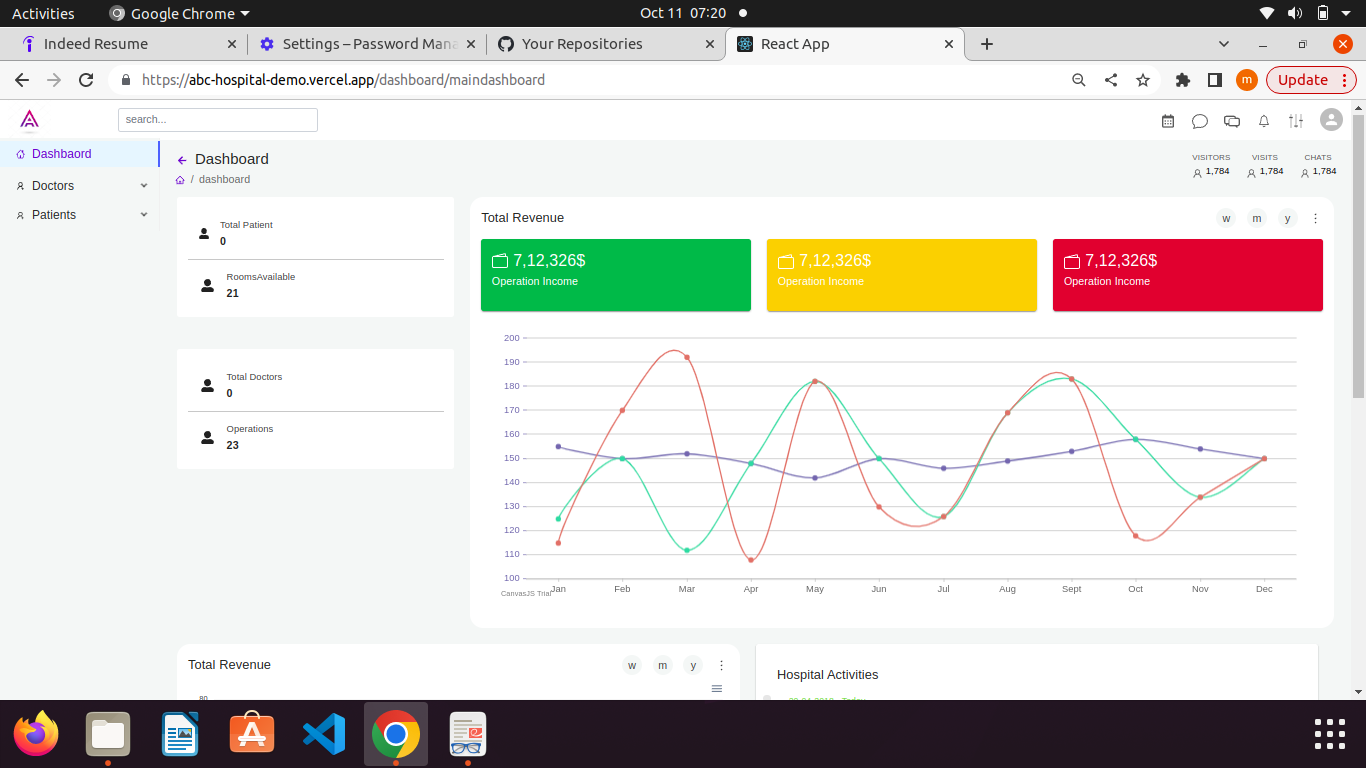 Activities Google Chrome Oct 11 07:20
Indeed Resume Settings – Password Mana Your Repositories React App
https://abc-hospital-demo.vercel.app/dashboard/maindashboard m Update
search...
Dashbaord
Doctors
Patients
Dashboard
/ dashboard
VISITORS VISITS CHATS
1,784 1,784 1,784
Total Patient
0
RoomsAvailable
21
Total Doctors
0
Operations
23
Total Revenue w m y
7,12,326$ 7,12,326$ 7,12,326$
Operation Income Operation Income Operation Income
200
190
180
170
160
150
140
130
120
110
100
Jan Feb Mar Apr May Jun Jul Aug Sept Oct Nov Dec
CanvasJS Trial
Total Revenue w m y
Hospital Activities